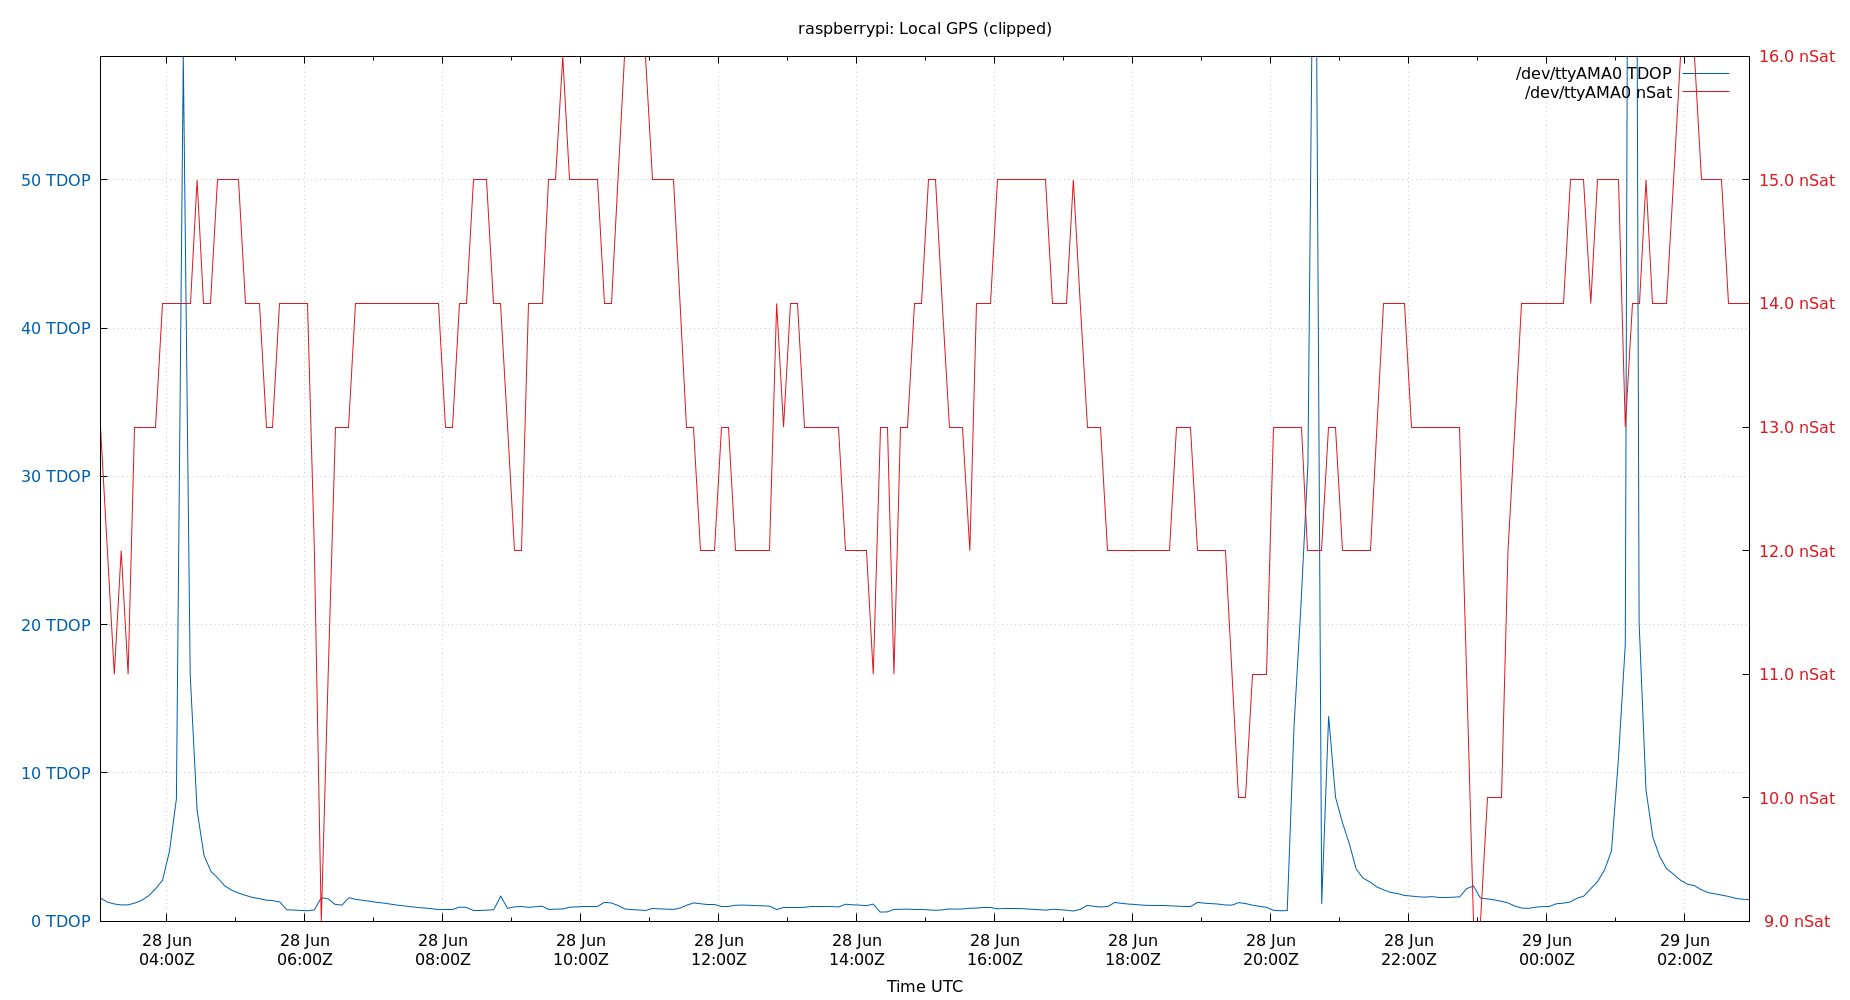 raspberrypi: Local GPS (clipped)
/dev/ttyAMA0 TDOP
/dev/ttyAMA0 nSat
50 TDOP
40 TDOP
30 TDOP
20 TDOP
10 TDOP
0 TDOP
16.0 nSat
15.0 nSat
14.0 nSat
13.0 nSat
12.0 nSat
11.0 nSat
10.0 nSat
9.0 nSat
28 Jun 28 Jun 28 Jun 28 Jun 28 Jun 28 Jun 28 Jun 28 Jun 28 Jun 28 Jun 29 Jun 29 Jun
04:00Z 06:00Z 08:00Z 10:00Z 12:00Z 14:00Z 16:00Z 18:00Z 20:00Z 22:00Z 00:00Z 02:00Z
Time UTC